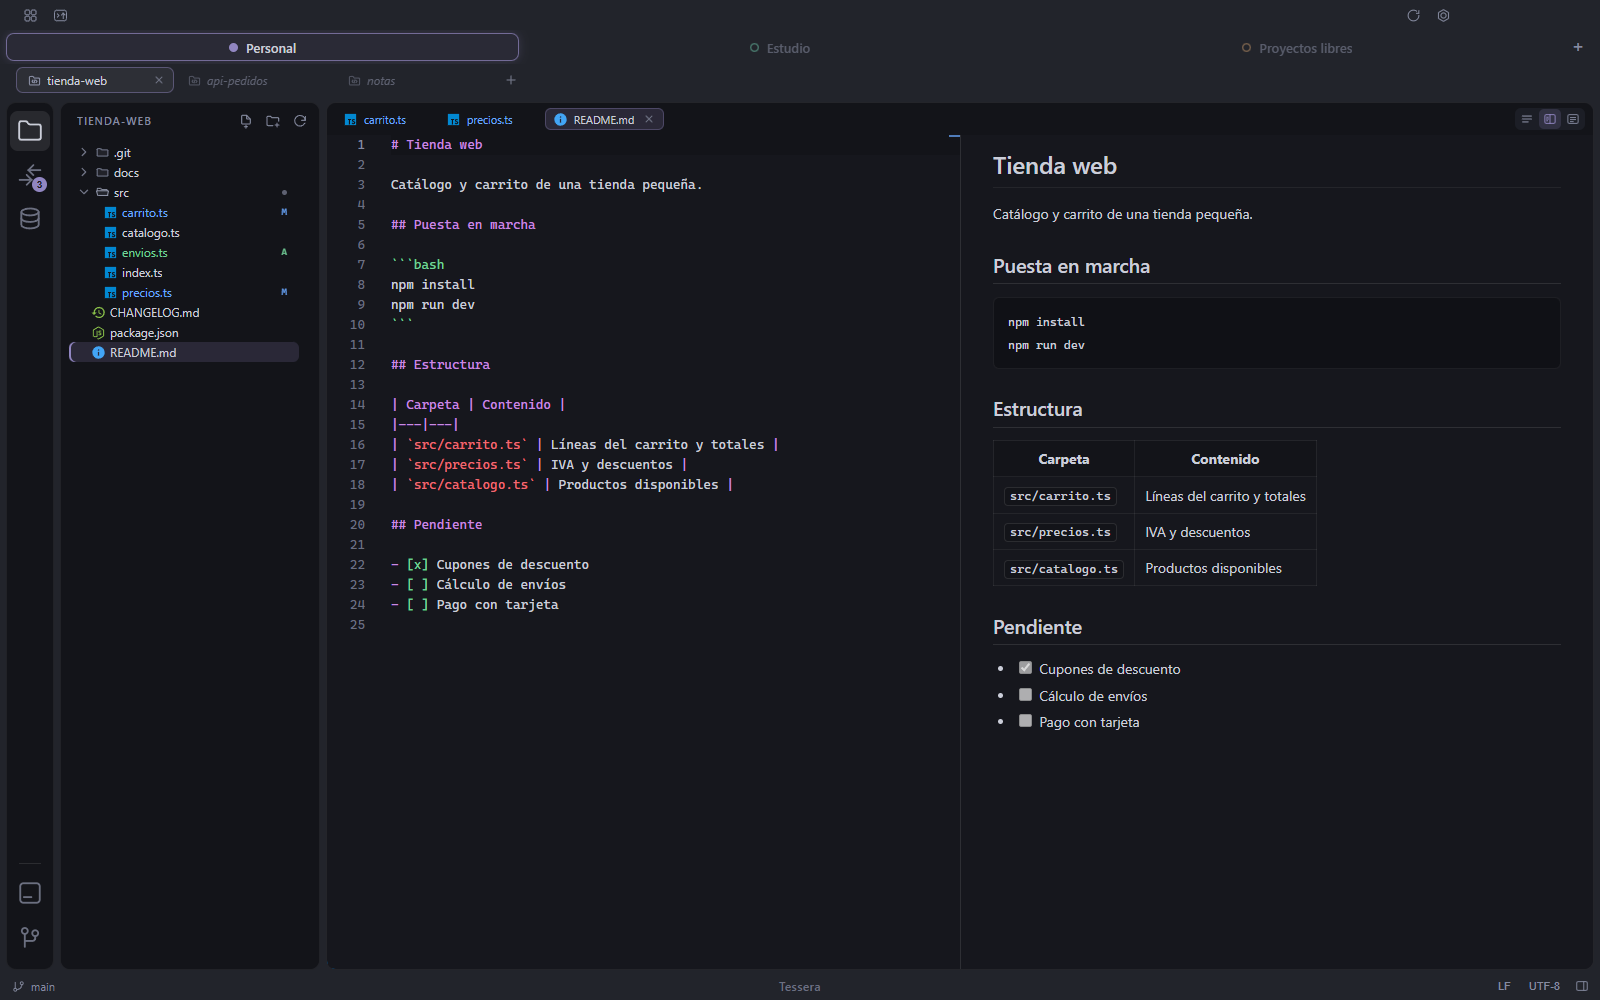 Personal
Estudio
Proyectos libres
+
tienda-web
api-pedidos
notas
+
TIENDA-WEB
.git
docs
src
carrito.ts M
catalogo.ts
envios.ts A
index.ts
precios.ts M
CHANGELOG.md
package.json
README.md
3
carrito.ts
precios.ts
README.md
1 # Tienda web
2
3 Catálogo y carrito de una tienda pequeña.
4
5 ## Puesta en marcha
6
7 ```bash
8 npm install
9 npm run dev
10 ```
11
12 ## Estructura
13
14 | Carpeta | Contenido |
15 |---|---|
16 | `src/carrito.ts` | Líneas del carrito y totales |
17 | `src/precios.ts` | IVA y descuentos |
18 | `src/catalogo.ts` | Productos disponibles |
19
20 ## Pendiente
21
22 - [x] Cupones de descuento
23 - [ ] Cálculo de envíos
24 - [ ] Pago con tarjeta
25
Tienda web
Catálogo y carrito de una tienda pequeña.
Puesta en marcha
npm install
npm run dev
Estructura
Carpeta Contenido
src/carrito.ts Líneas del carrito y totales
src/precios.ts IVA y descuentos
src/catalogo.ts Productos disponibles
Pendiente
Cupones de descuento
Cálculo de envíos
Pago con tarjeta
main
Tessera
LF UTF-8